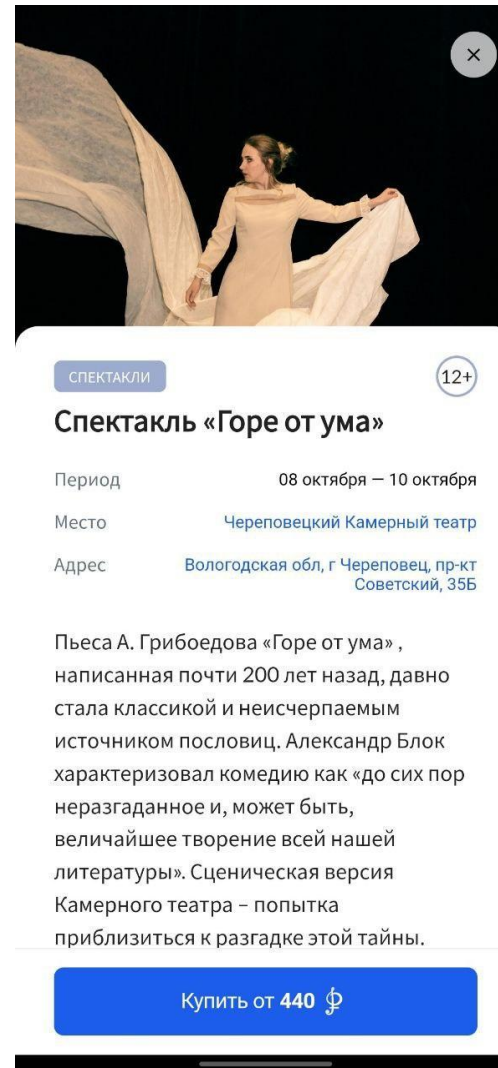 СПЕКТАКЛИ
12+
Спектакль «Горе от ума»
Период
08 октября — 10 октября
Место
Череповецкий Камерный театр
Адрес
Вологодская обл, г Череповец, пр-кт
Советский, 35Б
Пьеса А. Грибоедова «Горе от ума» ,
написанная почти 200 лет назад, давно
стала классикой и неисчерпаемым
источником пословиц. Александр Блок
характеризовал комедию как «до сих пор
неразгаданное и, может быть,
величайшее творение всей нашей
литературы». Сценическая версия
Камерного театра – попытка
приблизиться к разгадке этой тайны.
Купить от 440 ₽